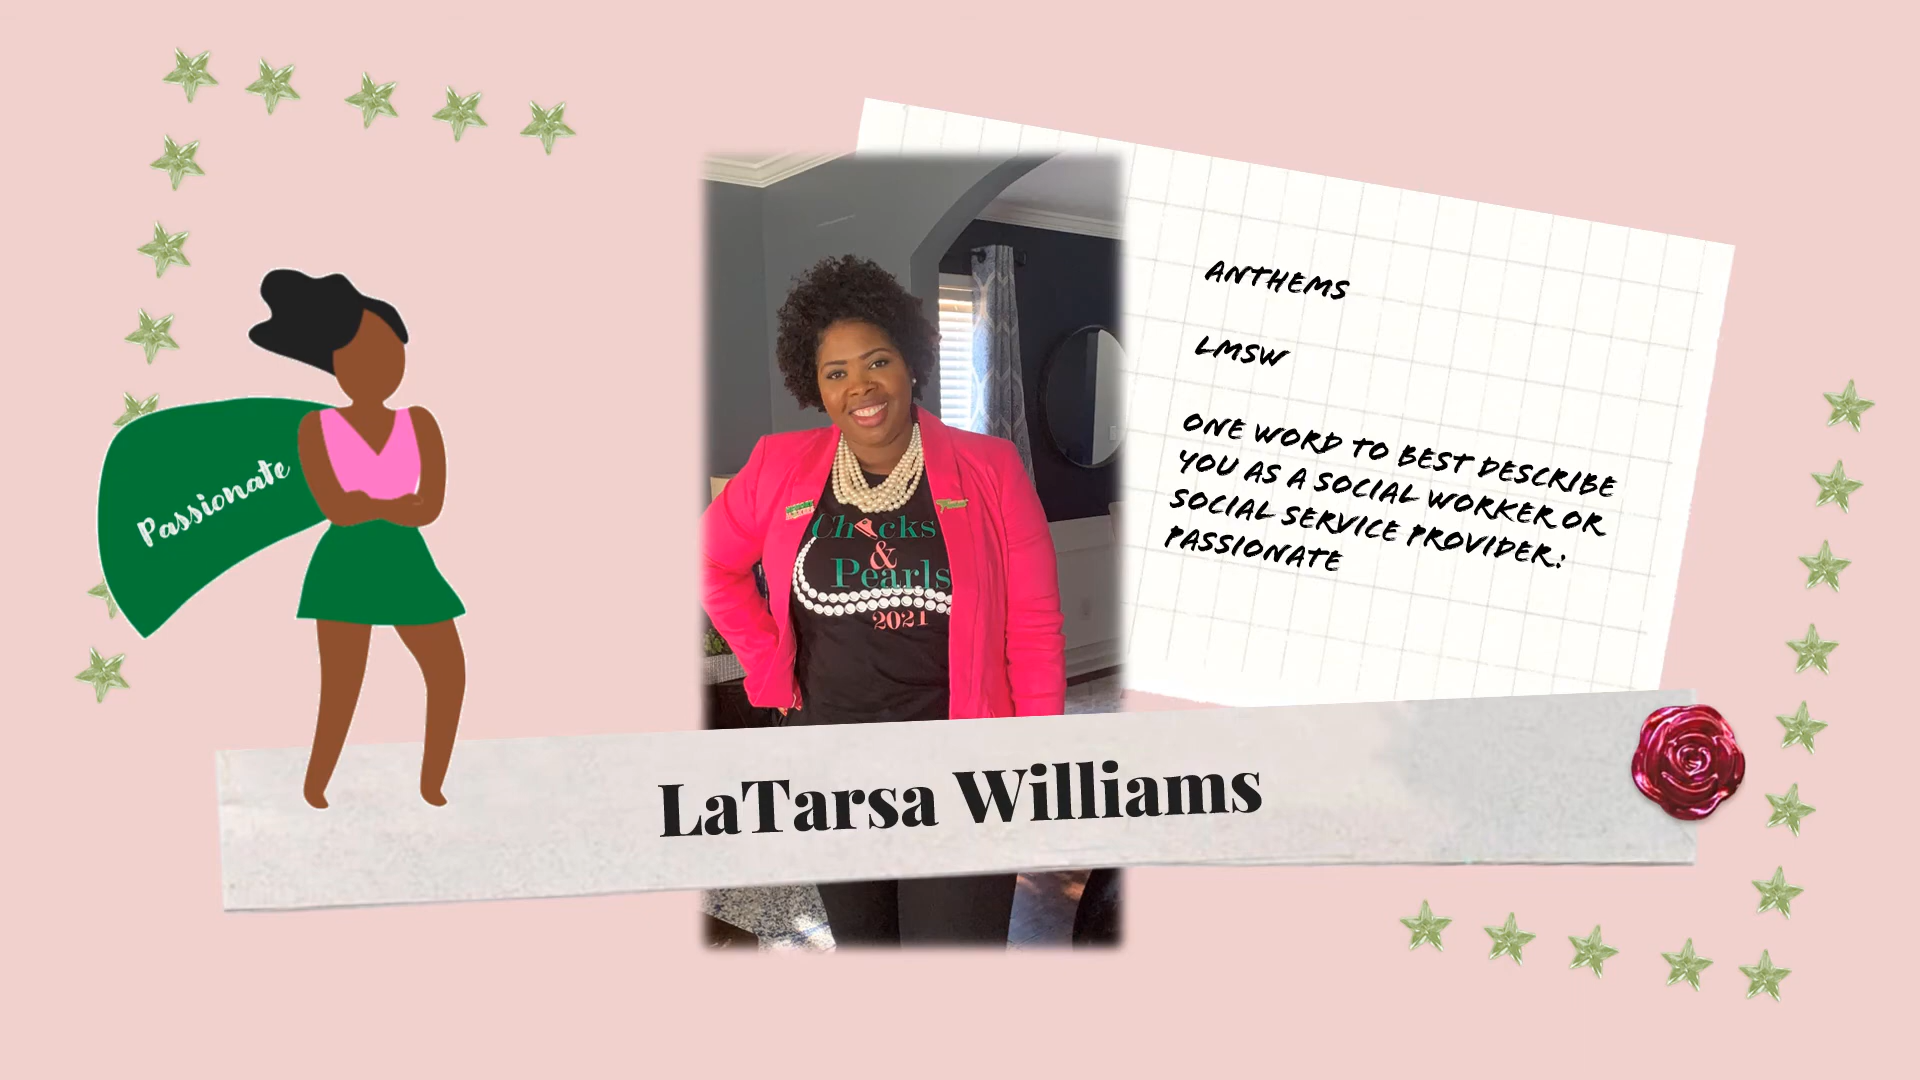 Passionate
Chicks
&
Pearls
2021
ANTHEMS
LMSW
ONE WORD TO BEST DESCRIBE
YOU AS A SOCIAL WORKER OR
SOCIAL SERVICE PROVIDER:
PASSIONATE
LaTarsa Williams